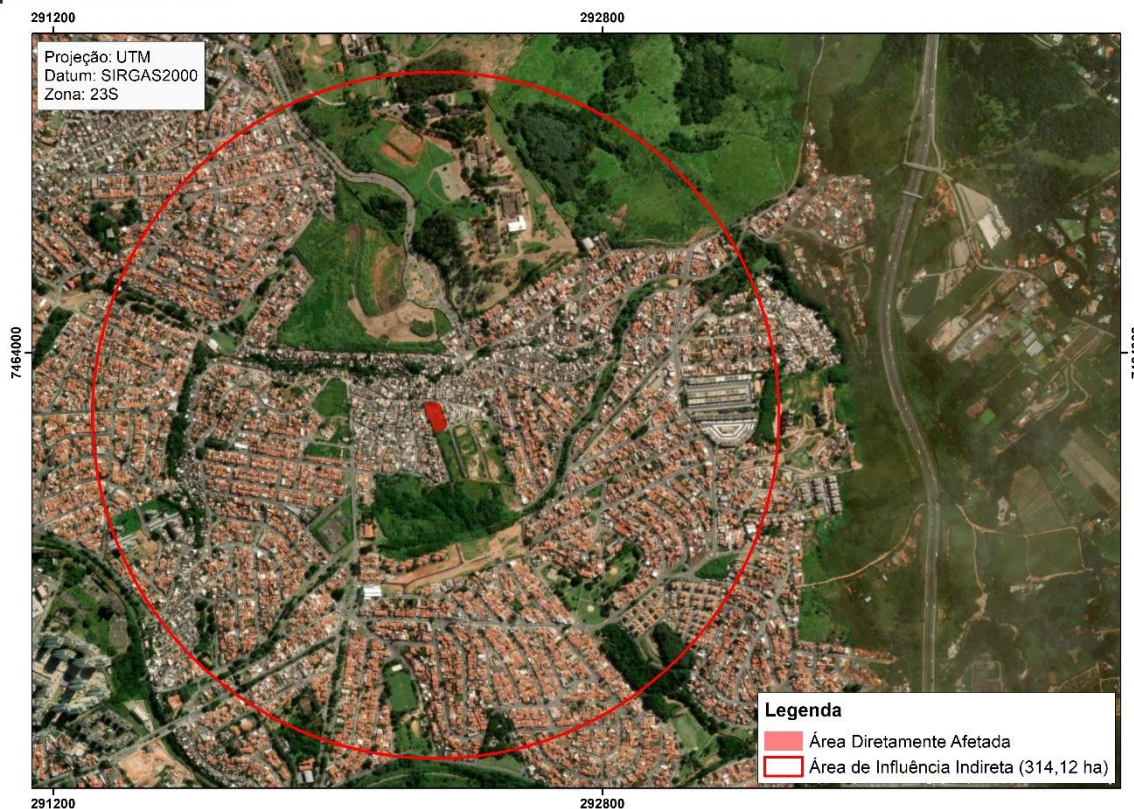 291200
292800
Projeção: UTM
Datum: SIRGAS2000
Zona: 23S
7464000
Legenda
Área Diretamente Afetada
Área de Influência Indireta (314,12 ha)
291200
292800